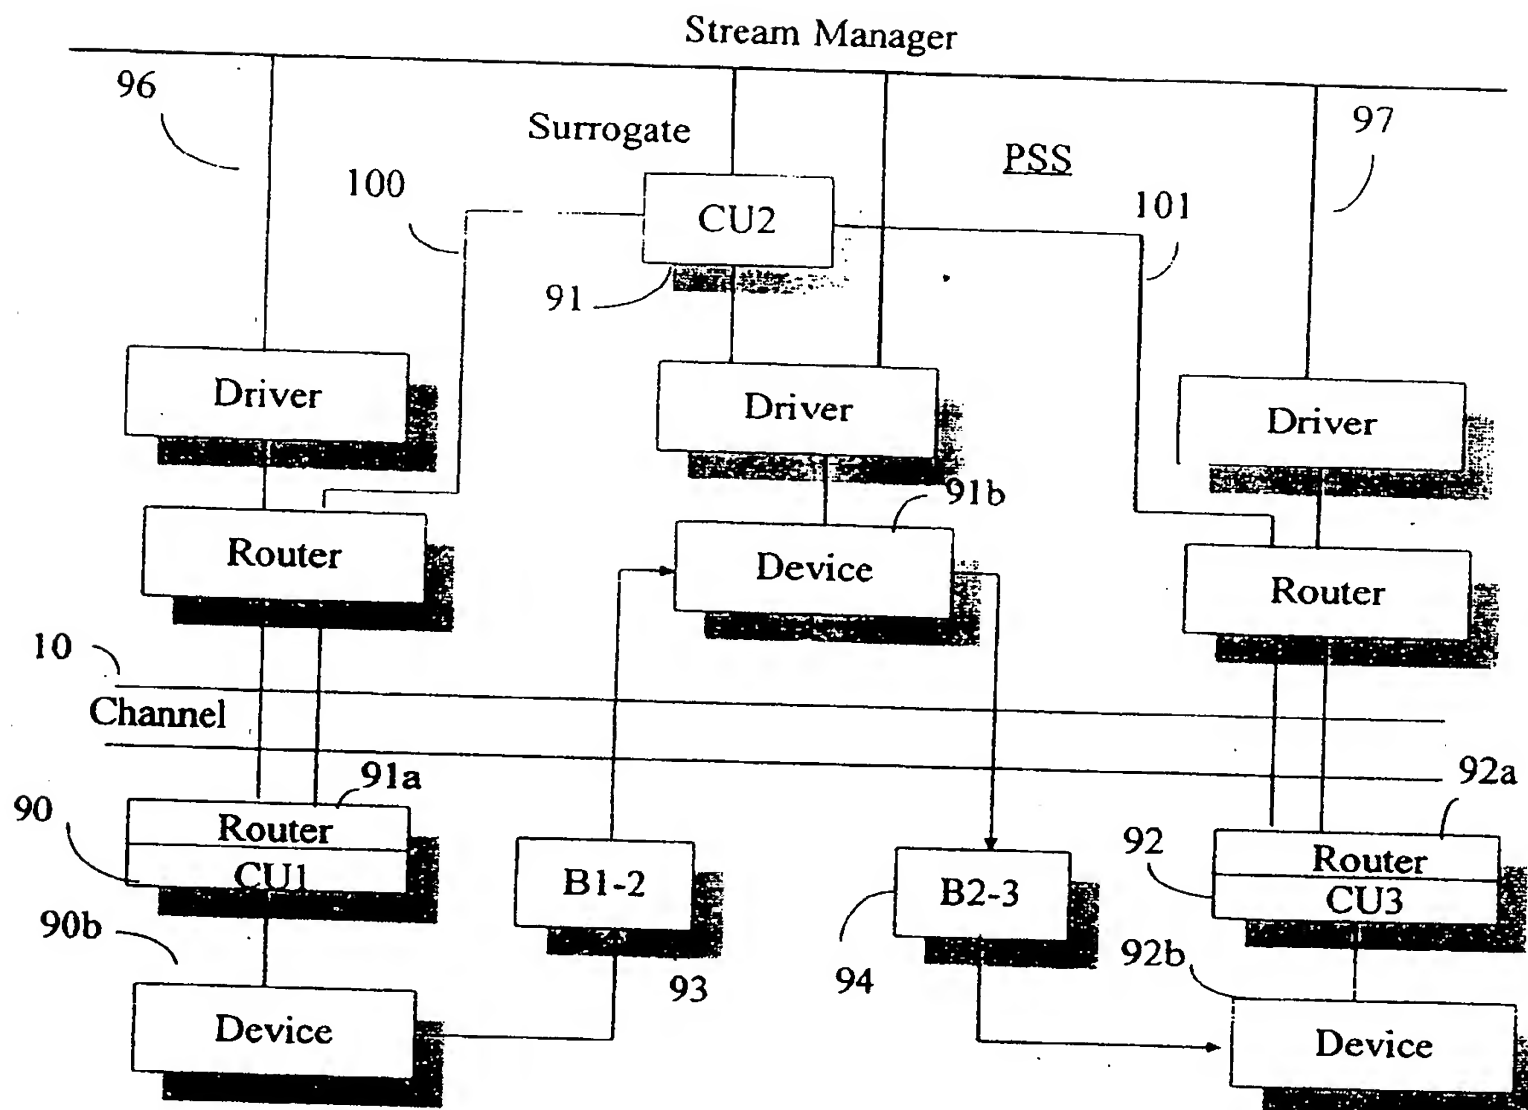 Stream Manager
96
Surrogate
PSS
97
100
CU2
101
91
Driver
Driver
Driver
91b
Router
Device
Router
10
Channel
91a
92a
90
Router
CU1
B1-2
B2-3
92
Router
CU3
90b
93
94
92b
Device
Device